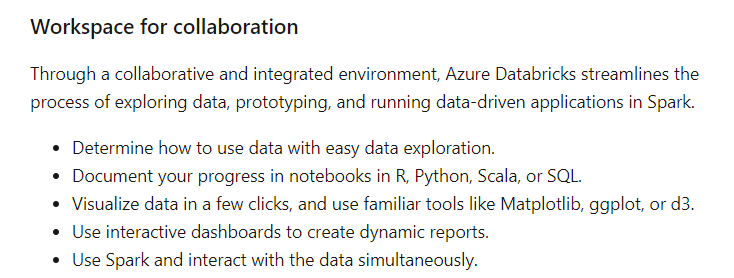 Workspace for collaboration
Through a collaborative and integrated environment, Azure Databricks streamlines the
process of exploring data, prototyping, and running data-driven applications in Spark.
• Determine how to use data with easy data exploration.
• Document your progress in notebooks in R, Python, Scala, or SQL.
• Visualize data in a few clicks, and use familiar tools like Matplotlib, ggplot, or d3.
• Use interactive dashboards to create dynamic reports.
• Use Spark and interact with the data simultaneously.